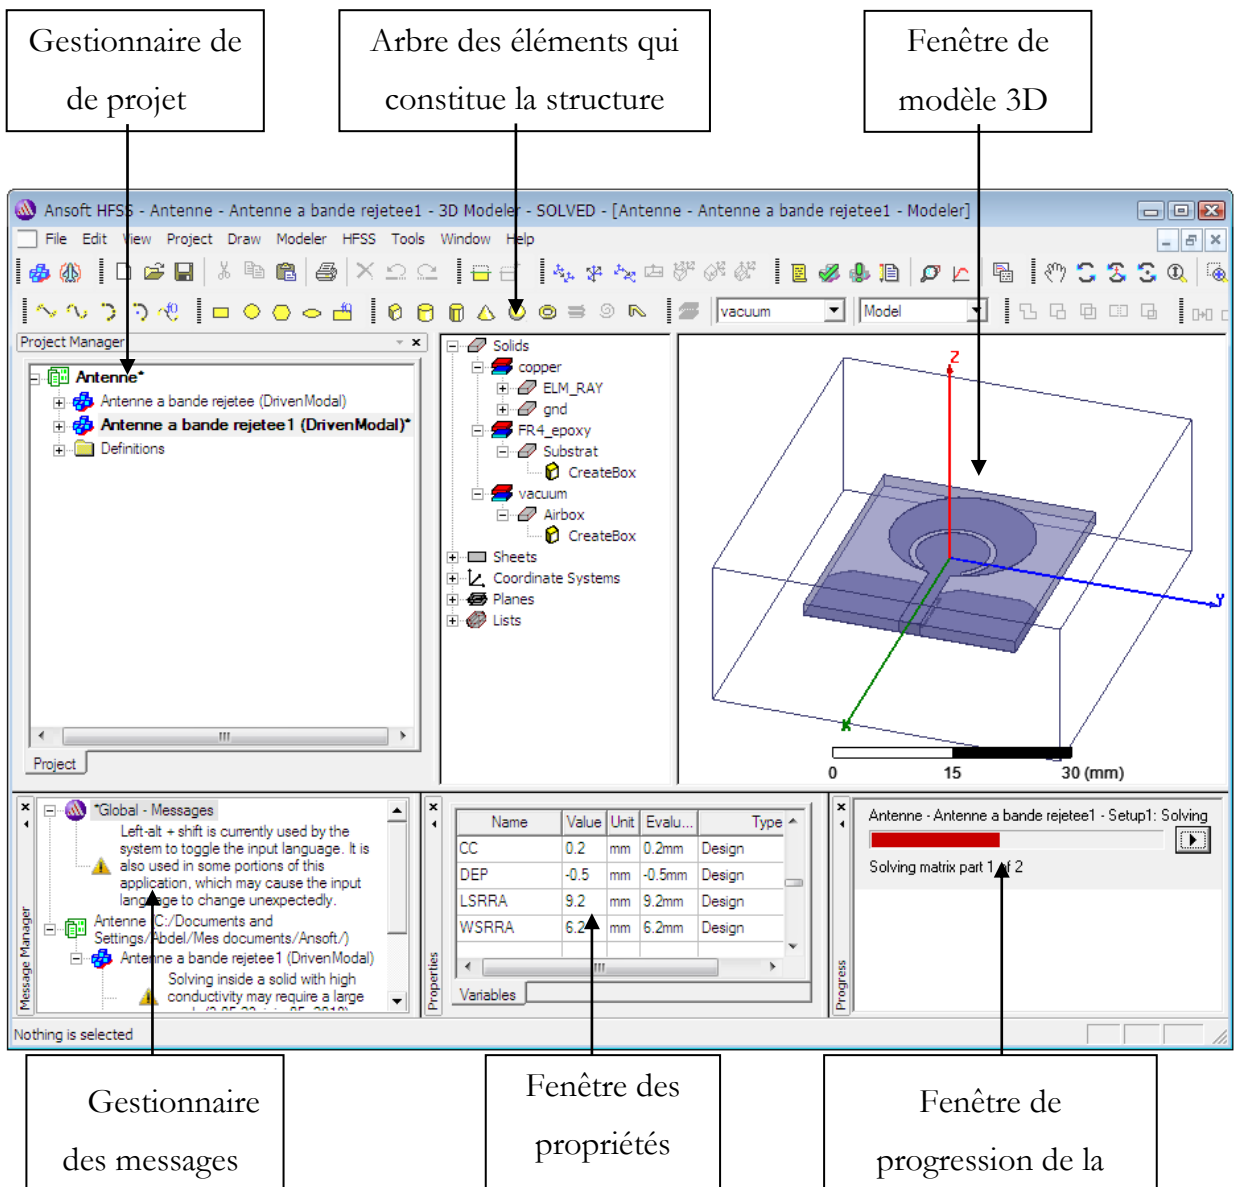 Gestionnaire de
de projet
Arbre des éléments qui
constitue la structure
Fenêtre de
modèle 3D
Ansoft HFSS - Antenne - Antenne a bande rejetee1 - 3D Modeler - SOLVED - [Antenne - Antenne a bande rejetee1 - Modeler]
File Edit View Project Draw Modeler HFSS Tools Window Help
vacuum
Model
Project Manager
Antenne*
Antenne a bande rejetee (DrivenModal)
Antenne a bande rejetee1 (DrivenModal)*
Definitions
Project
Solids
copper
ELM_RAY
gnd
FR4_epoxy
Substrat
CreateBox
vacuum
Airbox
CreateBox
Sheets
Coordinate Systems
Planes
Lists
Z
Y
X
0 15 30 (mm)
Message Manager
*Global - Messages
Left-alt + shift is currently used by the
system to toggle the input language. It is
also used in some portions of this
application, which may cause the input
language to change unexpectedly.
Antenne (C:/Documents and
Settings/Abdel/Mes documents/Ansoft/)
Antenne a bande rejetee1 (DrivenModal)
Solving inside a solid with high
conductivity may require a large
Properties
Name Value Unit Evalu... Type
CC 0.2 mm 0.2mm Design
DEP -0.5 mm -0.5mm Design
LSRRA 9.2 mm 9.2mm Design
WSRRA 6.2 mm 6.2mm Design
Variables
Progress
Antenne - Antenne a bande rejetee1 - Setup1: Solving
Solving matrix part 1 of 2
Nothing is selected
Gestionnaire
des messages
Fenêtre des
propriétés
Fenêtre de
progression de la